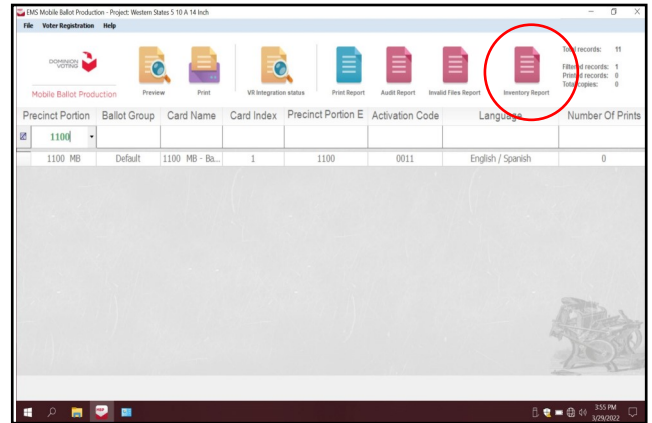 EMS Mobile Ballot Production - Project: Western States 5 10 A 14 Inch
File Voter Registration Help
DOMINION VOTING
Mobile Ballot Production
Preview
Print
VR Integration status
Print Report
Audit Report
Invalid Files Report
Inventory Report
Total records: 11
Filtered records: 1
Printed records: 0
Total copies: 0
Precinct Portion Ballot Group Card Name Card Index Precinct Portion E Activation Code Language Number Of Prints
1100
1100 MB Default 1100 MB - Ba... 1 1100 0011 English / Spanish 0
3:55 PM
3/29/2022